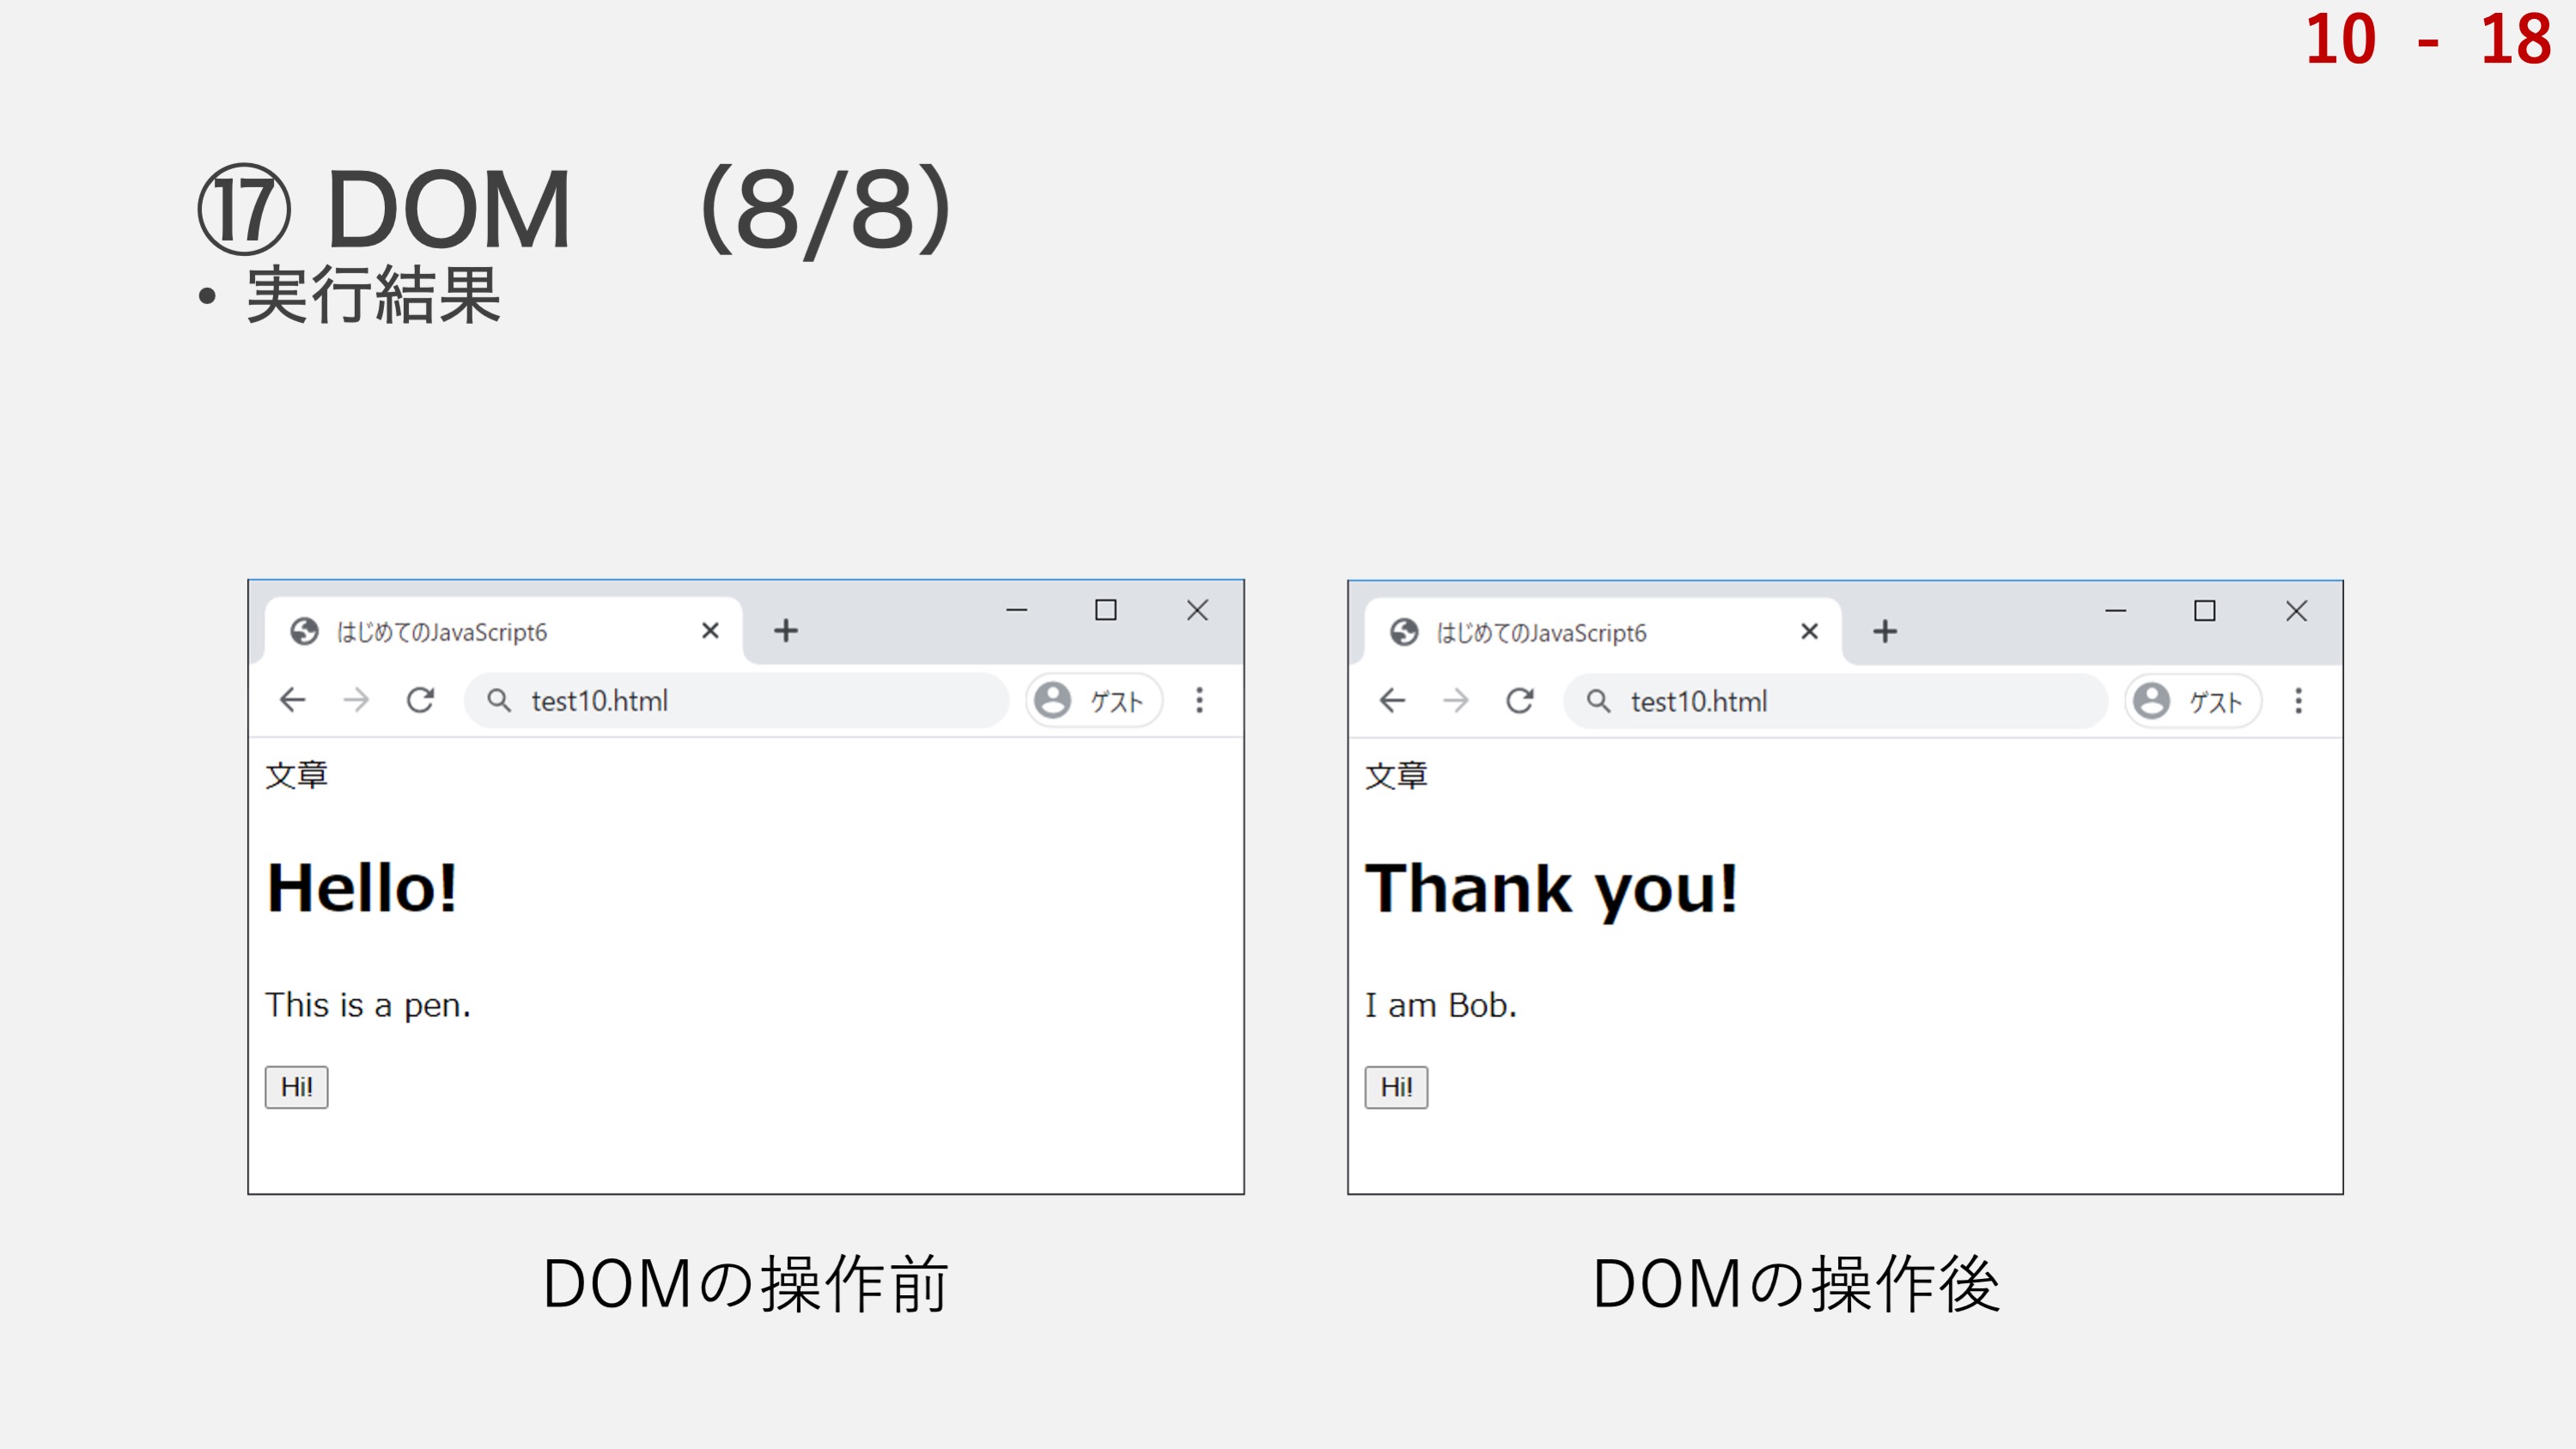 10 - 18
⑰ DOM　（8/8）
• 実行結果
はじめてのJavaScript6
test10.html
ゲスト
文章
Hello!
This is a pen.
Hi!
DOMの操作前
はじめてのJavaScript6
test10.html
ゲスト
文章
Thank you!
I am Bob.
Hi!
DOMの操作後